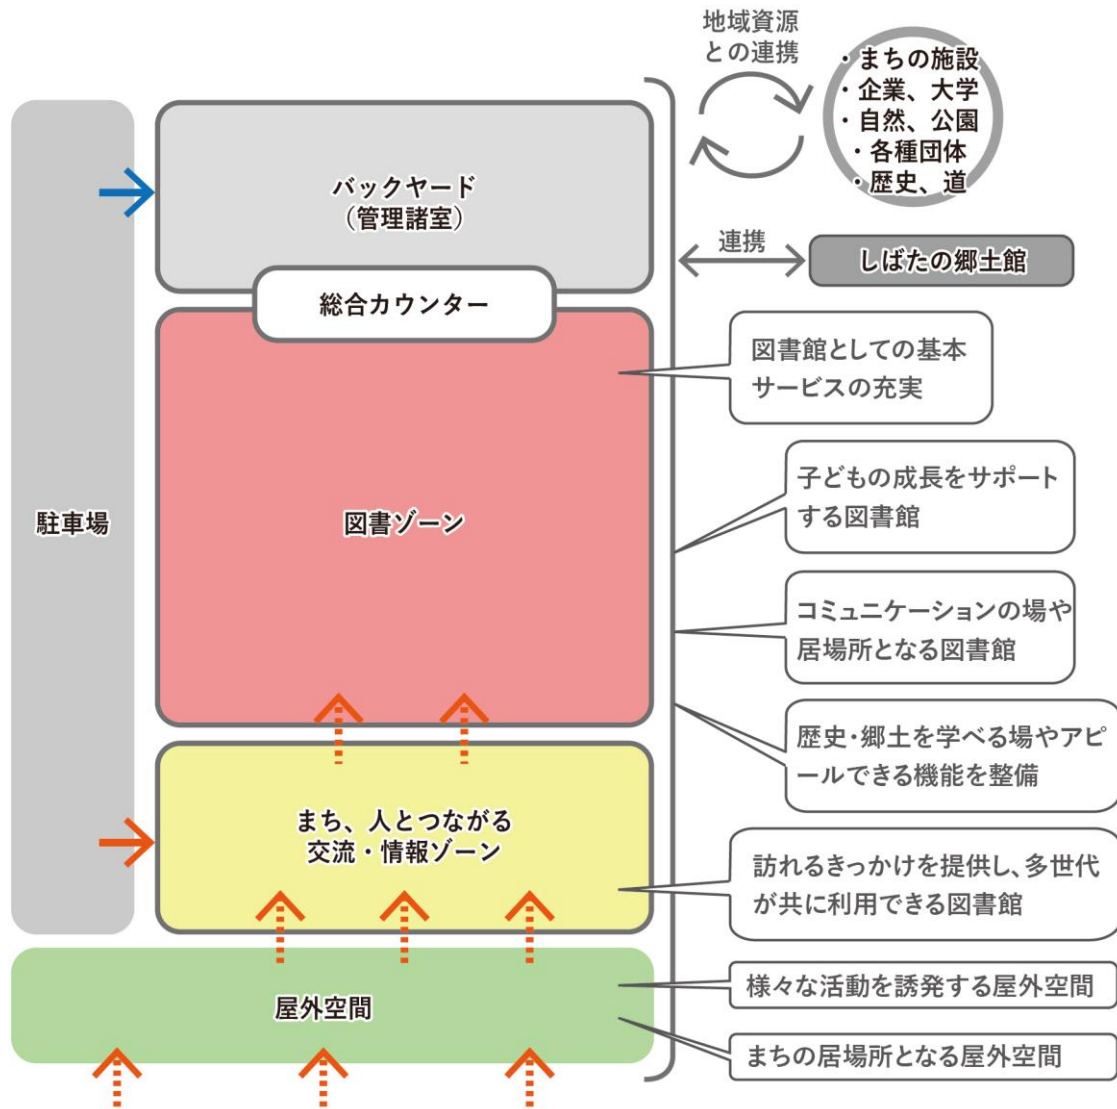 地域資源
との連携
・まちの施設
・企業、大学
・自然、公園
・各種団体
・歴史、道
バックヤード
（管理諸室）
連携
しばたの郷土館
総合カウンター
図書館としての基本
サービスの充実
子どもの成長をサポート
する図書館
駐車場
図書ゾーン
コミュニケーションの場や
居場所となる図書館
歴史・郷土を学べる場やアピ
ールできる機能を整備
まち、人とつながる
交流・情報ゾーン
訪れるきっかけを提供し、多世代
が共に利用できる図書館
屋外空間
様々な活動を誘発する屋外空間
まちの居場所となる屋外空間